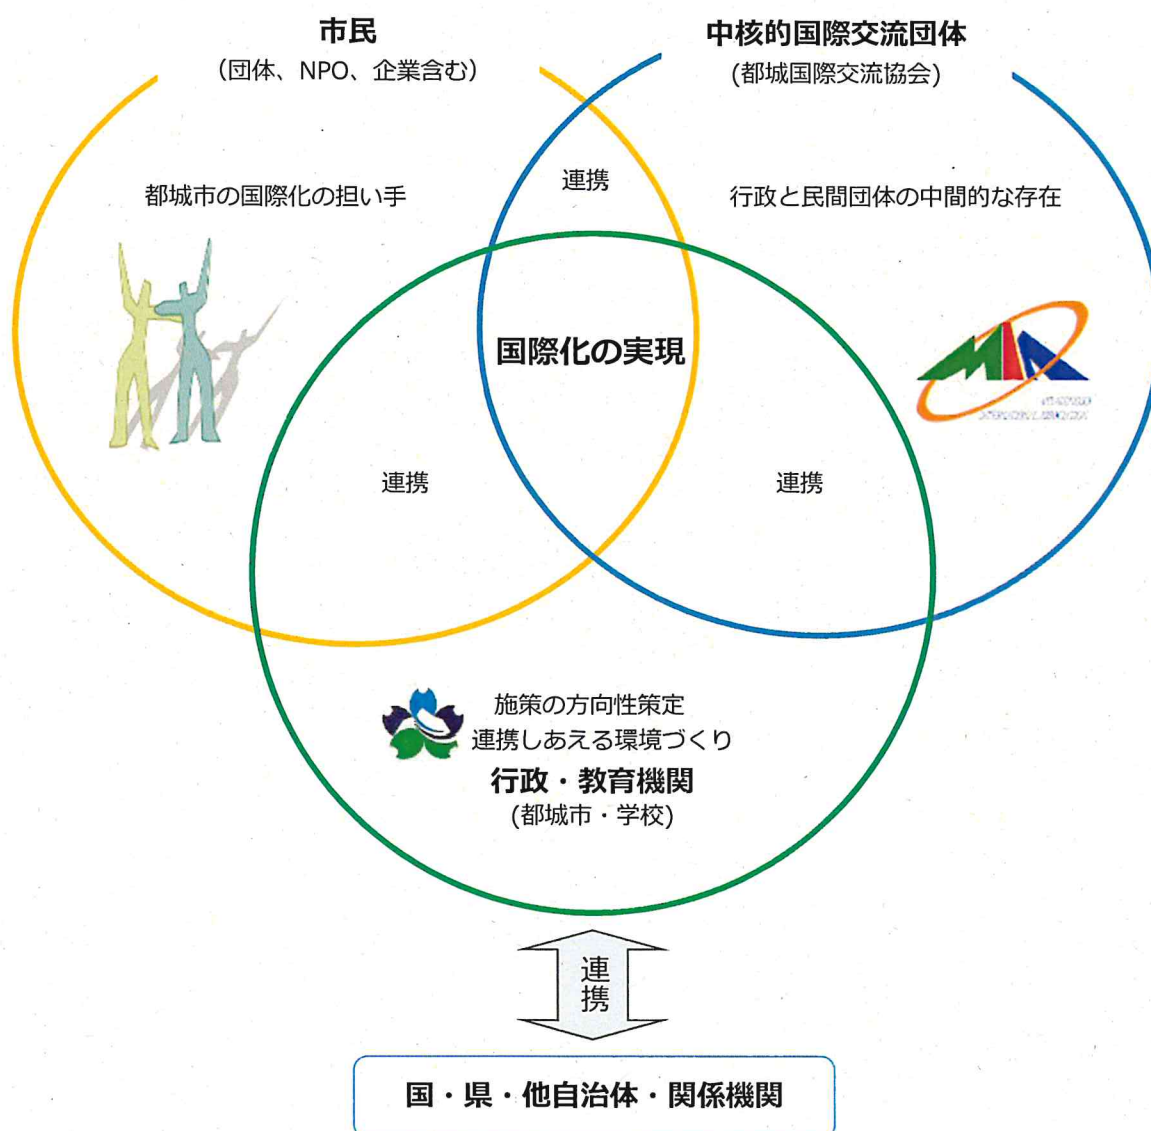 市民
（団体、NPO、企業含む）
中核的国際交流団体
(都城国際交流協会)
連携
都城市の国際化の担い手
行政と民間団体の中間的な存在
国際化の実現
MIA
連携
連携
施策の方向性策定
連携しあえる環境づくり
行政・教育機関
(都城市・学校)
連携
国・県・他自治体・関係機関